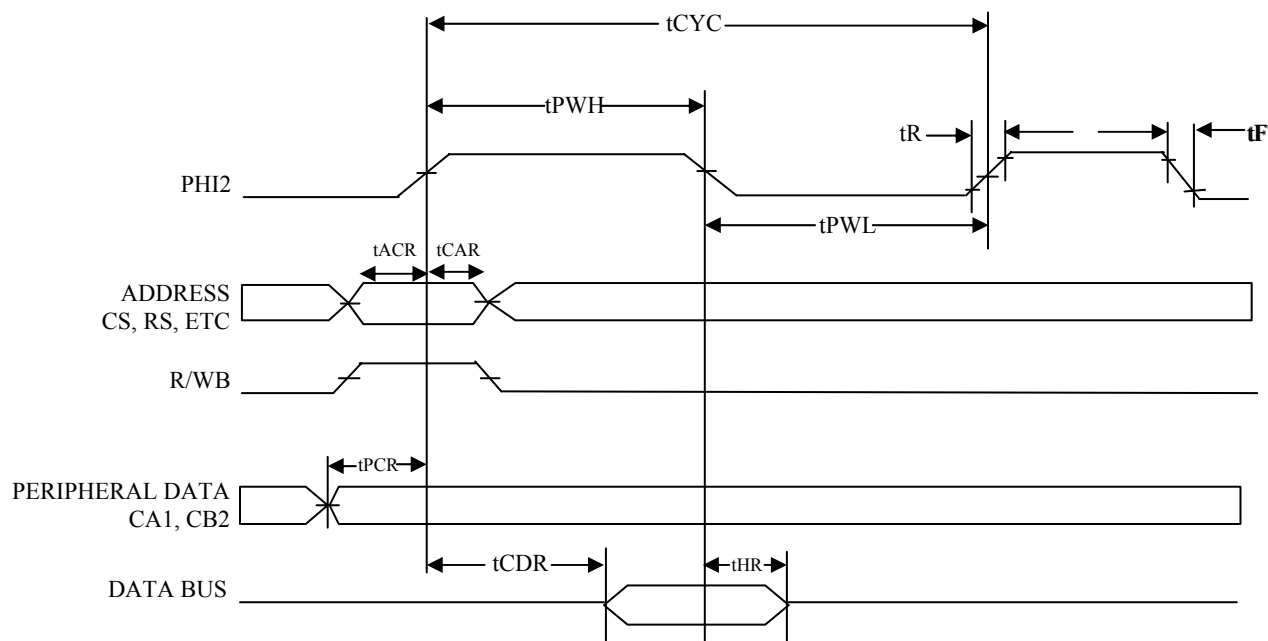 tCYC
tPWH
tR
tF
PHI2
tPWL
tACR
tCAR
ADDRESS
CS, RS, ETC
R/WB
tPCR
PERIPHERAL DATA
CA1, CB2
tCDR
tHR
DATA BUS